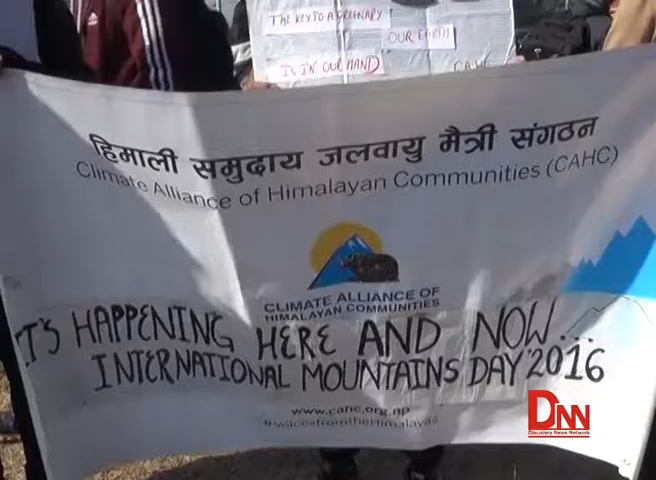 THE KEY TO A GREENARY
OUR EARTH
IS IN OUR HAND
CAHC
हिमाली समुदाय जलवायु मैत्री संगठन
Climate Alliance of Himalayan Communities (CAHC)
CLIMATE ALLIANCE OF
HIMALAYAN COMMUNITIES
IT'S HAPPENING HERE AND NOW...
INTERNATIONAL MOUNTAINS DAY '2016
www.cahc.org.np
#voicesfromtheHimalayas
DNN
Discovery News Network